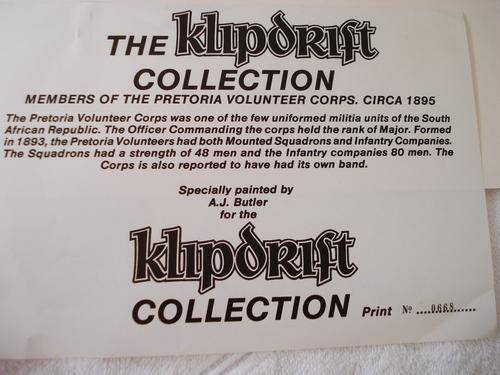 THE klipdrift
COLLECTION
MEMBERS OF THE PRETORIA VOLUNTEER CORPS. CIRCA 1895
The Pretoria Volunteer Corps was one of the few uniformed militia units of the South
African Republic. The Officer Commanding the corps held the rank of Major. Formed
in 1893, the Pretoria Volunteers had both Mounted Squadrons and Infantry Companies.
The Squadrons had a strength of 48 men and the Infantry companies 80 men. The
Corps is also reported to have had its own band.
Specially painted by
A.J. Butler
for the
klipdrift
COLLECTION
Print Nº ....0668......